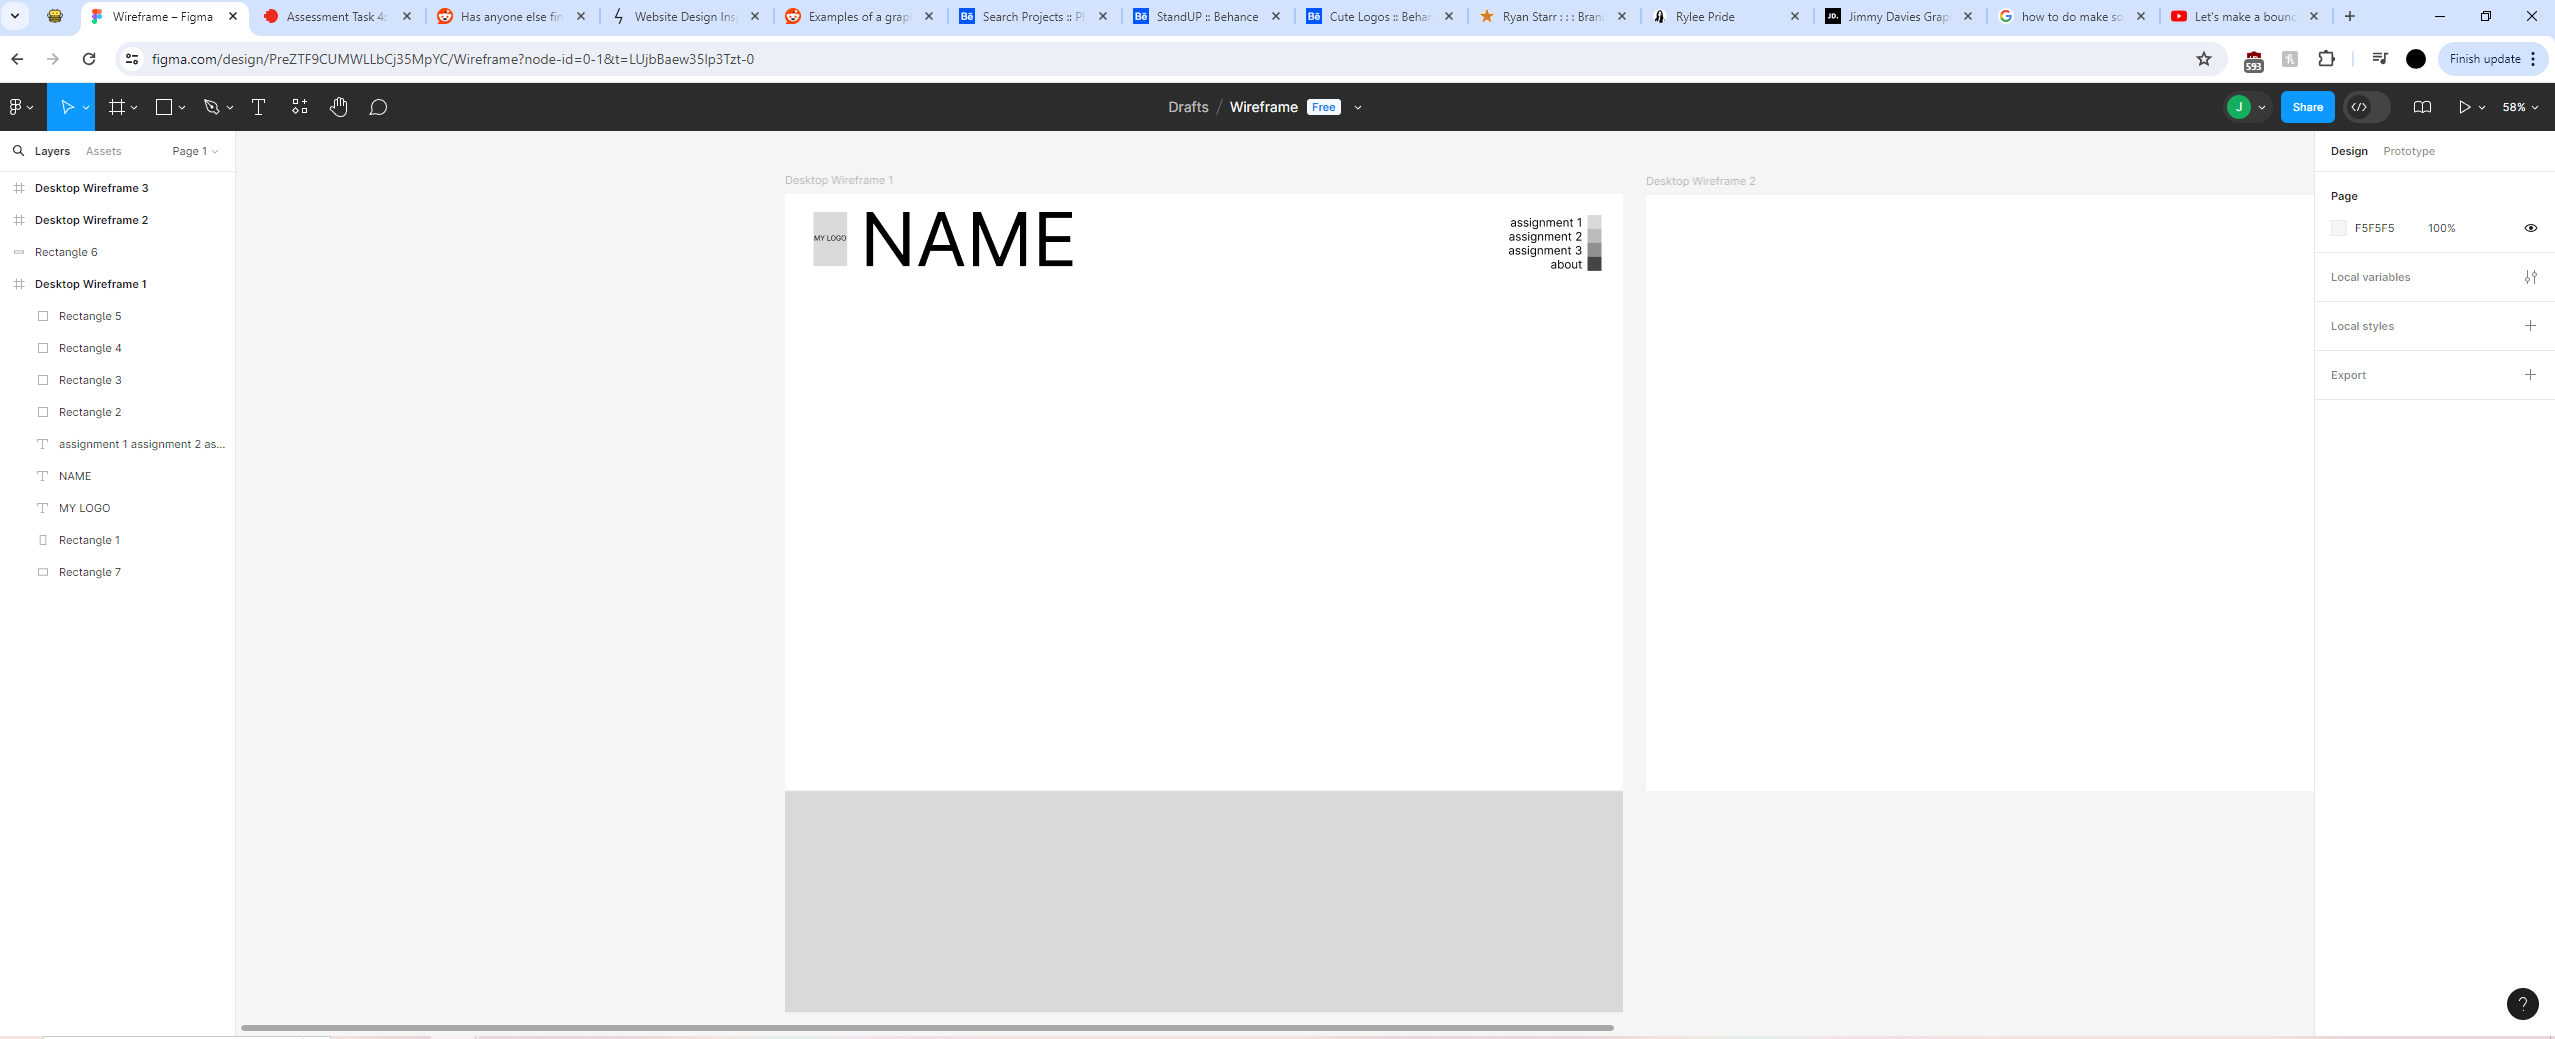 Wireframe – Figma
Assessment Task 4:
Has anyone else fin
Website Design Insp
Examples of a grap
Search Projects :: Ph
StandUP :: Behance
Cute Logos :: Behan
Ryan Starr : : : Branc
Rylee Pride
JD.
Jimmy Davies Grap
how to do make so
Let's make a bounc
figma.com/design/PreZTF9CUMWLLbCj35MpYC/Wireframe?node-id=0-1&t=LUjbBaew35Ip3Tzt-0
593
Finish update
Drafts / Wireframe Free
J
Share
58%
Layers
Assets
Page 1
Desktop Wireframe 3
Desktop Wireframe 2
Rectangle 6
Desktop Wireframe 1
Rectangle 5
Rectangle 4
Rectangle 3
Rectangle 2
assignment 1 assignment 2 as...
NAME
MY LOGO
Rectangle 1
Rectangle 7
Desktop Wireframe 1
MY LOGO
NAME
assignment 1
assignment 2
assignment 3
about
Desktop Wireframe 2
Design
Prototype
Page
F5F5F5
100%
Local variables
Local styles
Export
?